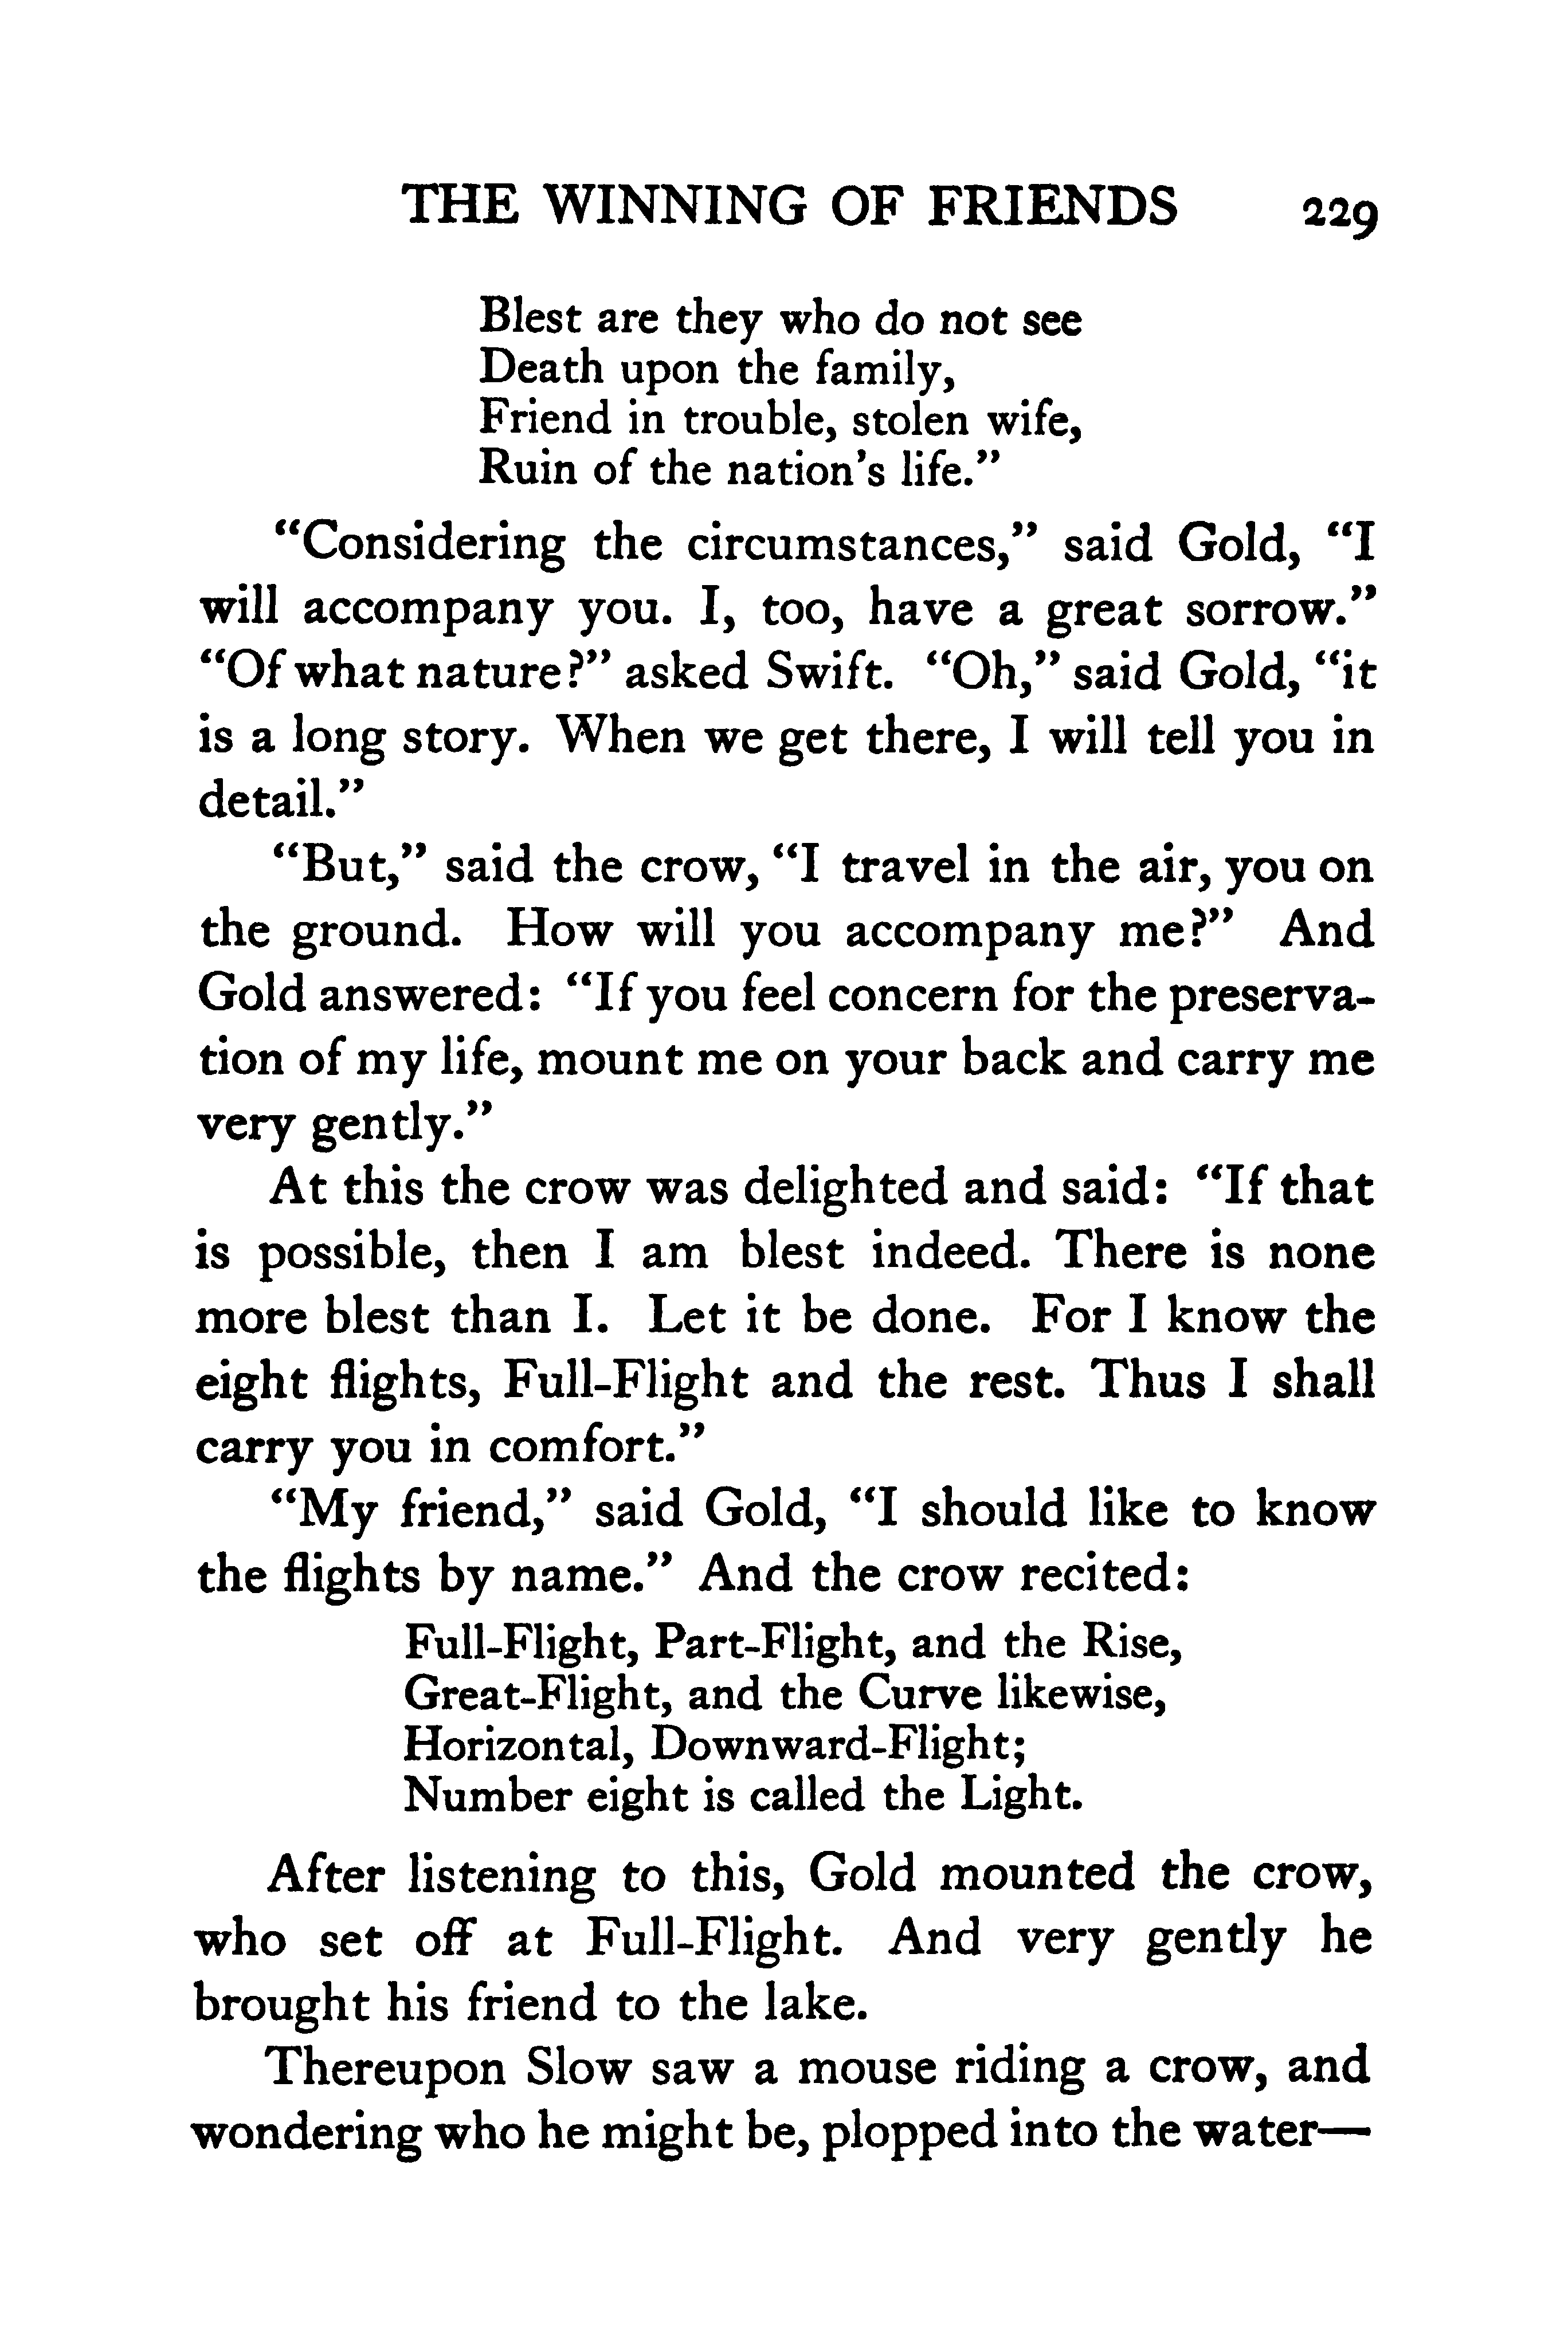 THE WINNING OF FRIENDS 229
Blest are they who do not see
Death upon the family,
Friend in trouble, stolen wife,
Ruin of the nation's life.”
“Considering the circumstances,” said Gold, “I
will accompany you. I, too, have a great sorrow.”
“Of what nature?” asked Swift. “Oh,” said Gold, “it
is a long story. When we get there, I will tell you in
detail.”
“But,” said the crow, “I travel in the air, you on
the ground. How will you accompany me?” And
Gold answered: “If you feel concern for the preserva-
tion of my life, mount me on your back and carry me
very gently.”
At this the crow was delighted and said: “If that
is possible, then I am blest indeed. There is none
more blest than I. Let it be done. For I know the
eight flights, Full-Flight and the rest. Thus I shall
carry you in comfort.”
“My friend,” said Gold, “I should like to know
the flights by name.” And the crow recited:
Full-Flight, Part-Flight, and the Rise,
Great-Flight, and the Curve likewise,
Horizontal, Downward-Flight;
Number eight is called the Light.
After listening to this, Gold mounted the crow,
who set off at Full-Flight. And very gently he
brought his friend to the lake.
Thereupon Slow saw a mouse riding a crow, and
wondering who he might be, plopped into the water—